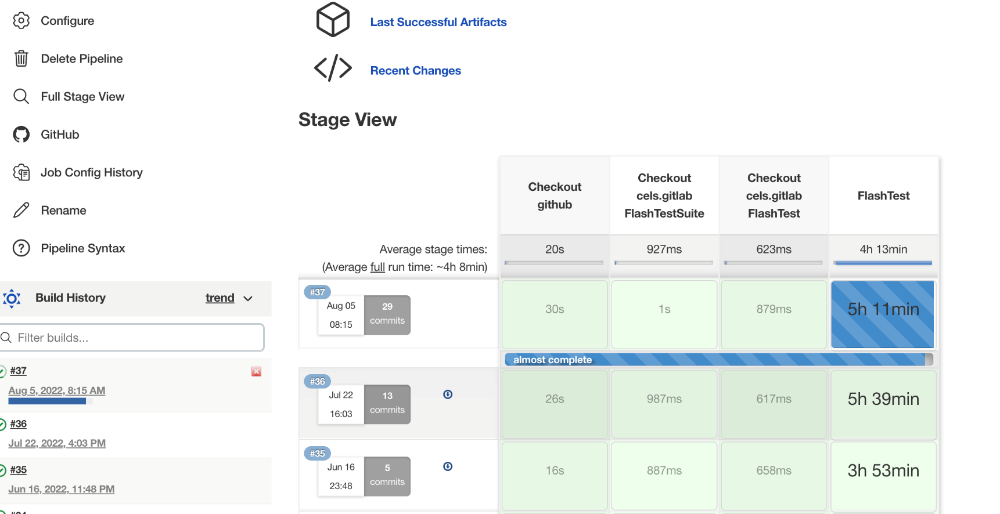 Configure
Delete Pipeline
Full Stage View
GitHub
Job Config History
Rename
Pipeline Syntax
Build History
trend
Filter builds...
#37
Aug 5, 2022, 8:15 AM
#36
Jul 22, 2022, 4:03 PM
#35
Jun 16, 2022, 11:48 PM
Last Successful Artifacts
Recent Changes
Stage View
Checkout
github
Checkout
cels.gitlab
FlashTestSuite
Checkout
cels.gitlab
FlashTest
FlashTest
Average stage times:
(Average full run time: ~4h 8min)
20s
927ms
623ms
4h 13min
#37
Aug 05
08:15
29
commits
30s
1s
879ms
5h 11min
almost complete
#36
Jul 22
16:03
13
commits
26s
987ms
617ms
5h 39min
#35
Jun 16
23:48
5
commits
16s
887ms
658ms
3h 53min